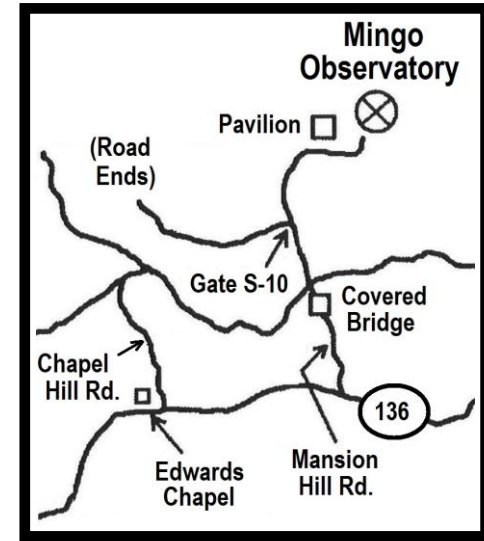 Mingo
Observatory
Pavilion
(Road
Ends)
Gate S-10
Covered
Bridge
Chapel
Hill Rd.
136
Edwards
Chapel
Mansion
Hill Rd.